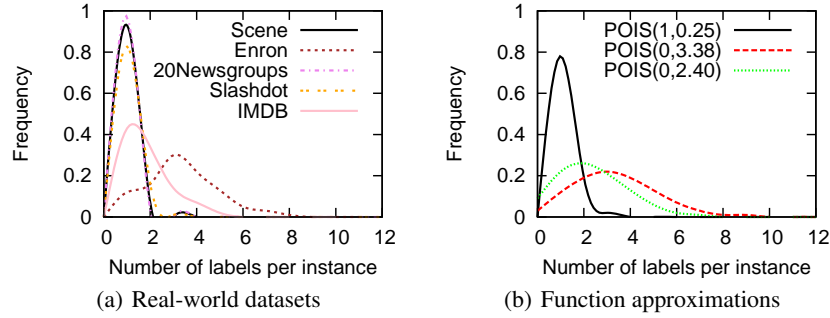 Frequency
1
0.8
0.6
0.4
0.2
0
0 2 4 6 8 10 12
Scene
Enron
20Newsgroups
Slashdot
IMDB
Number of labels per instance
(a) Real-world datasets
Frequency
1
0.8
0.6
0.4
0.2
0
0 2 4 6 8 10 12
POIS(1,0.25)
POIS(0,3.38)
POIS(0,2.40)
Number of labels per instance
(b) Function approximations